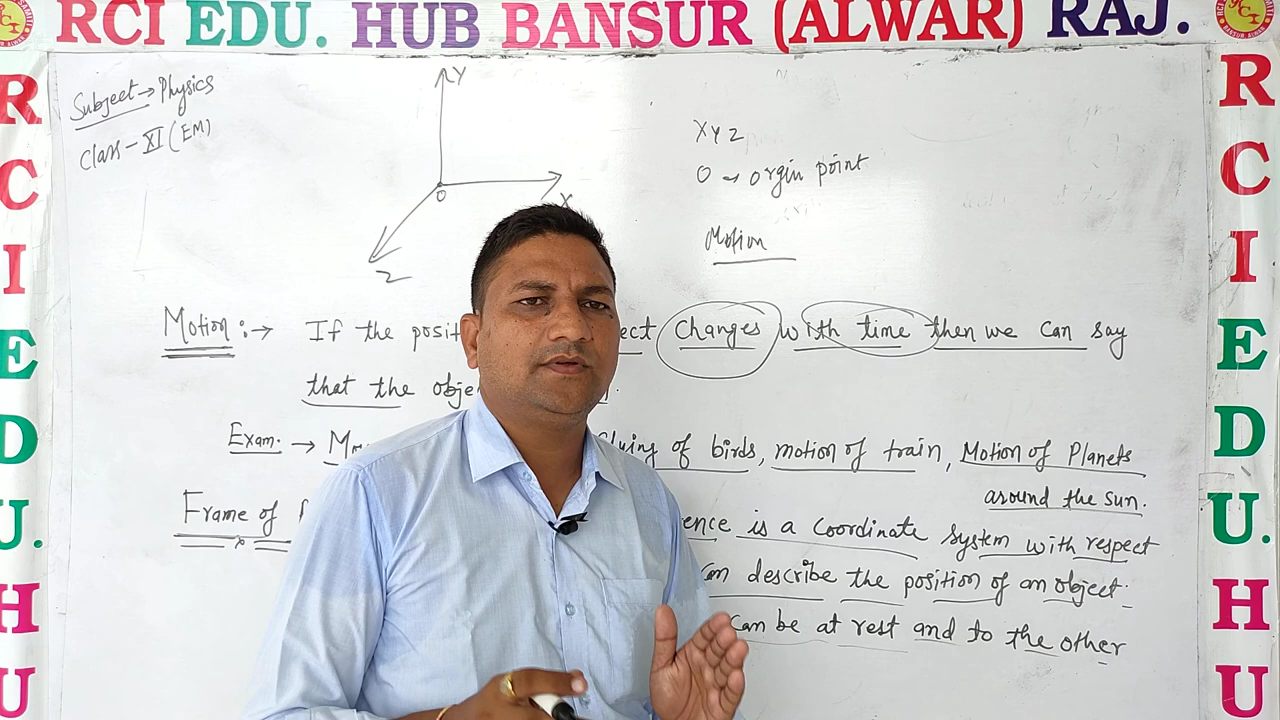 RCI EDU. HUB BANSUR (ALWAR) RAJ.
Subject → Physics
Class - XI (EM)
Y
O
X
Z
X Y Z
O → orgin point
Motion
Motion :→ If the posit ect Changes with time then we can say
that the obje
Exam. → Mo flying of birds, motion of train, Motion of Planets
around the sun.
Frame of ence is a coordinate system with respect
can describe the position of an object.
can be at rest and to the other
R
C
I
E
D
U.
H
U
R
C
I
E
D
U.
H
U